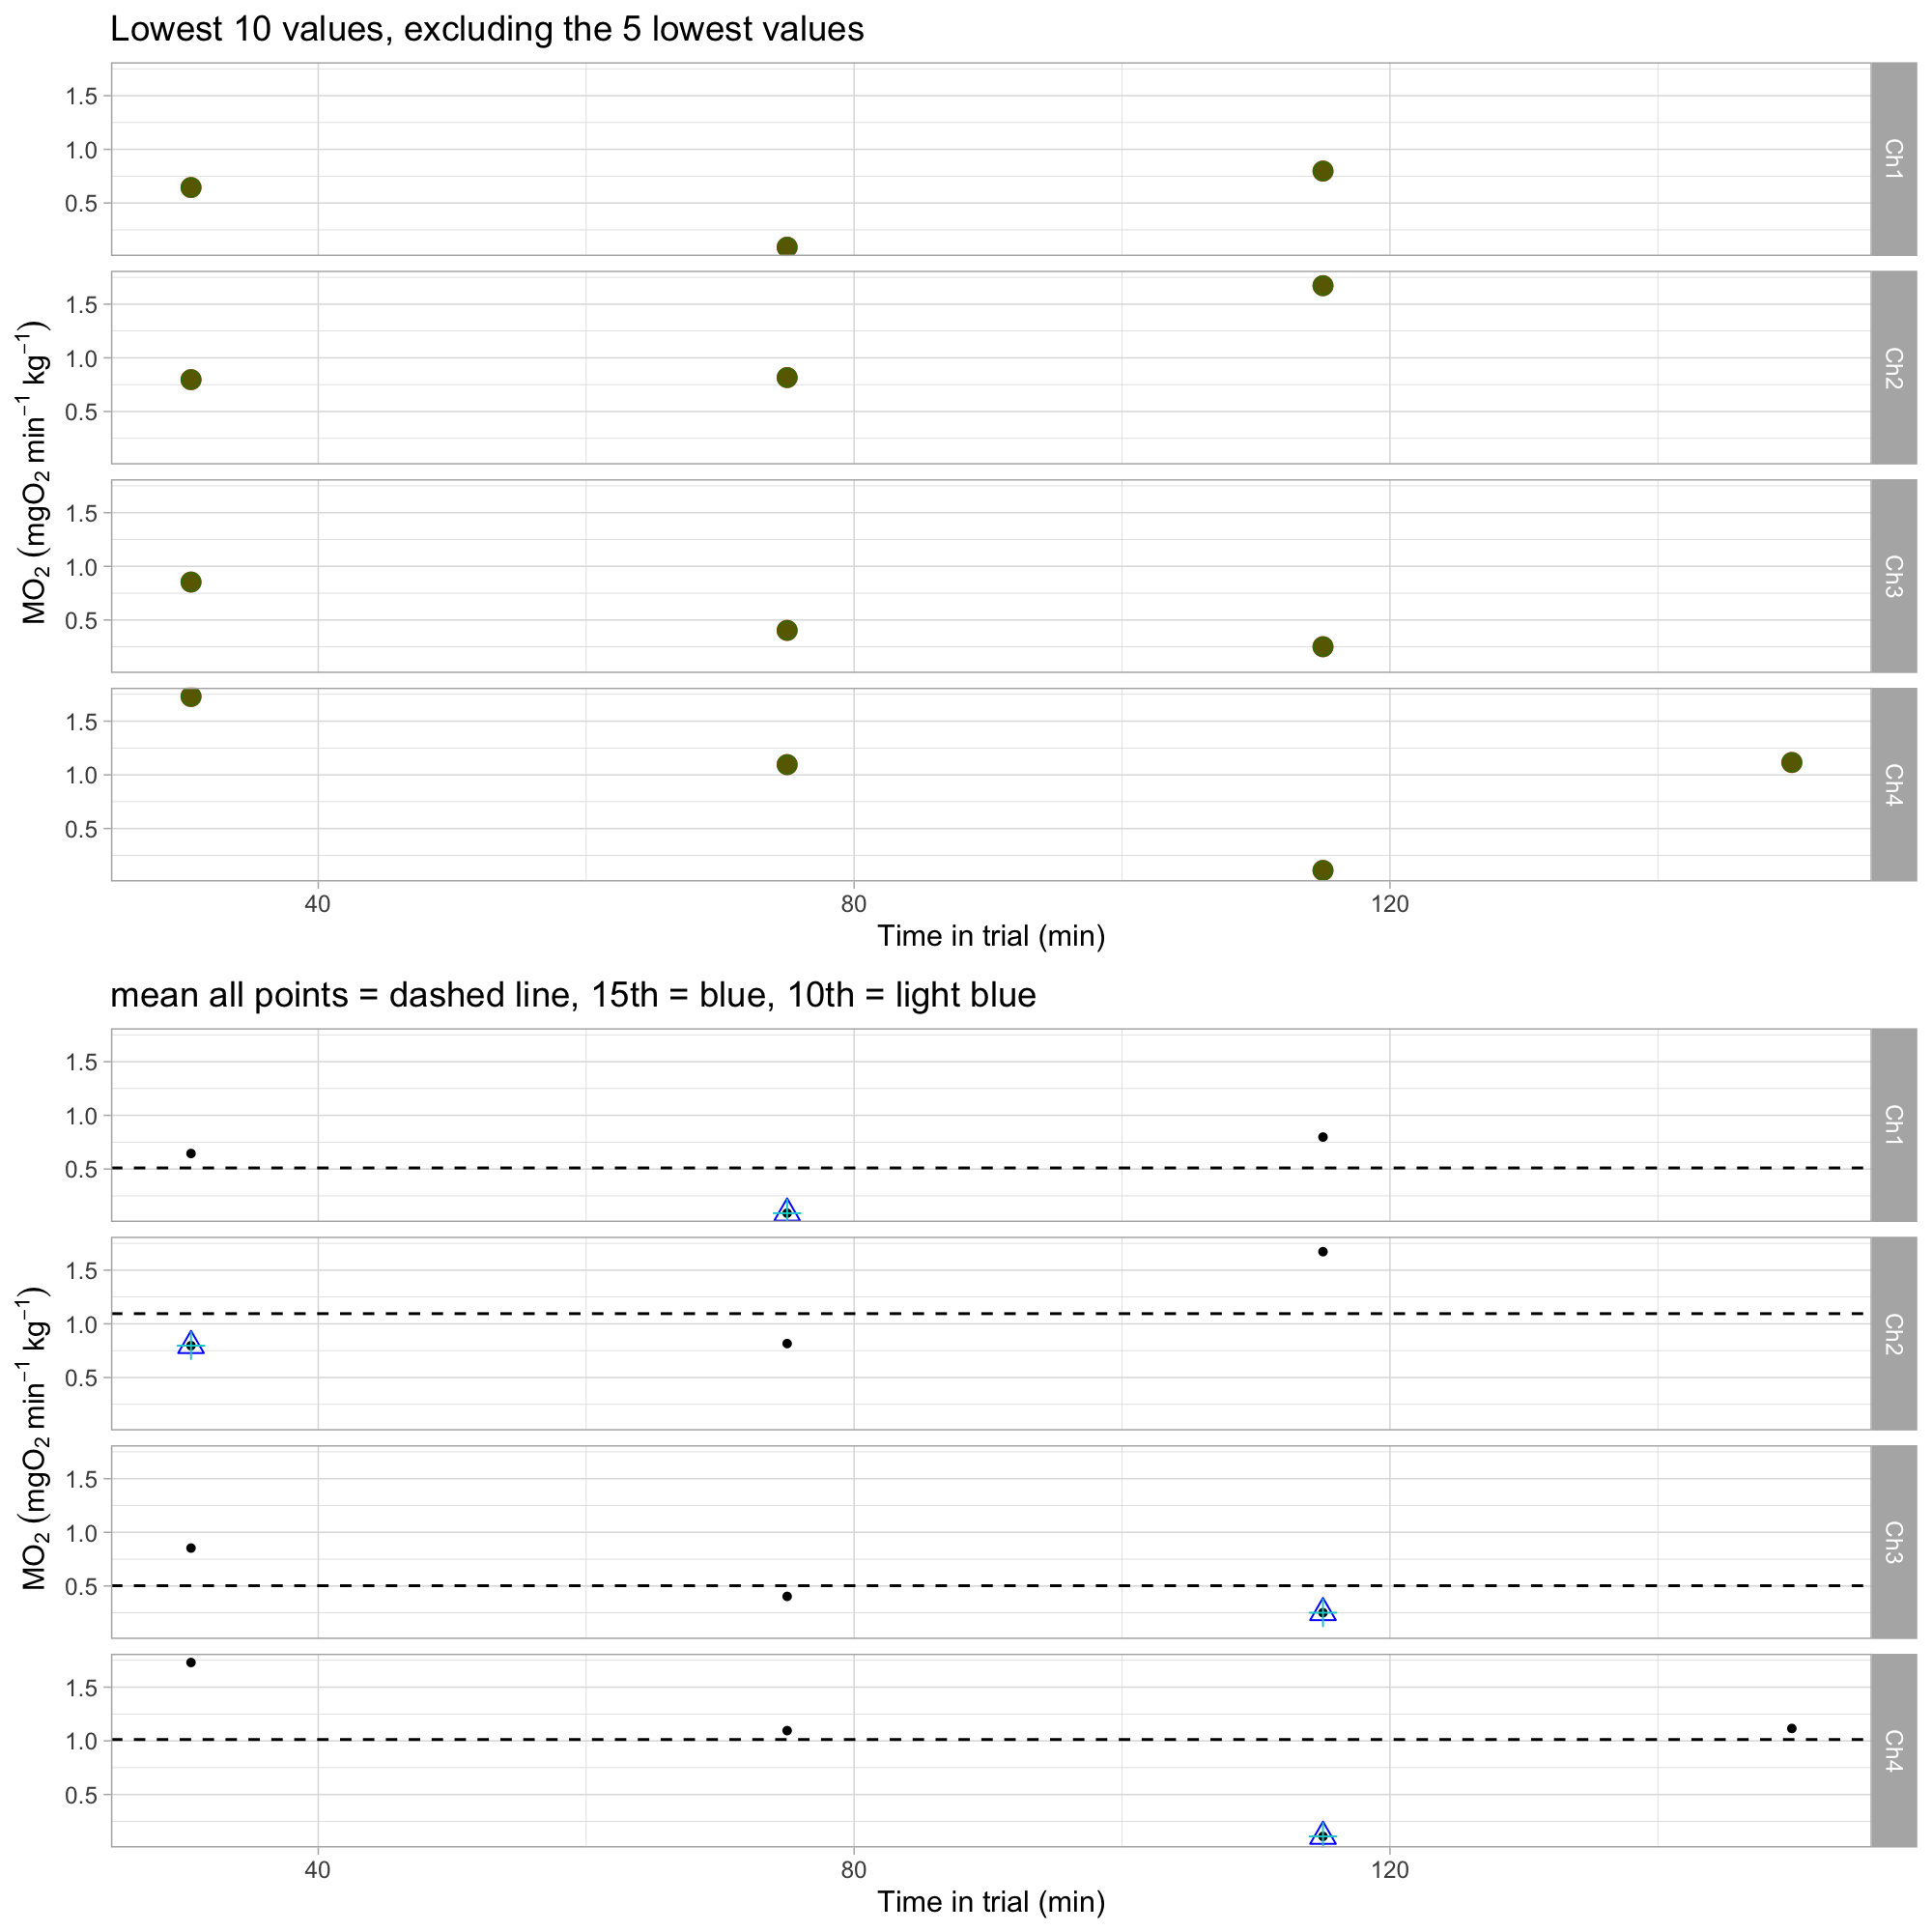 Lowest 10 values, excluding the 5 lowest values
1.5
1.0
0.5
Ch1
1.5
1.0
0.5
Ch2
1.5
1.0
0.5
Ch3
1.5
1.0
0.5
Ch4
MO₂ (mgO₂ min⁻¹ kg⁻¹)
40 80 120
Time in trial (min)
mean all points = dashed line, 15th = blue, 10th = light blue
1.5
1.0
0.5
Ch1
1.5
1.0
0.5
Ch2
1.5
1.0
0.5
Ch3
1.5
1.0
0.5
Ch4
MO₂ (mgO₂ min⁻¹ kg⁻¹)
40 80 120
Time in trial (min)